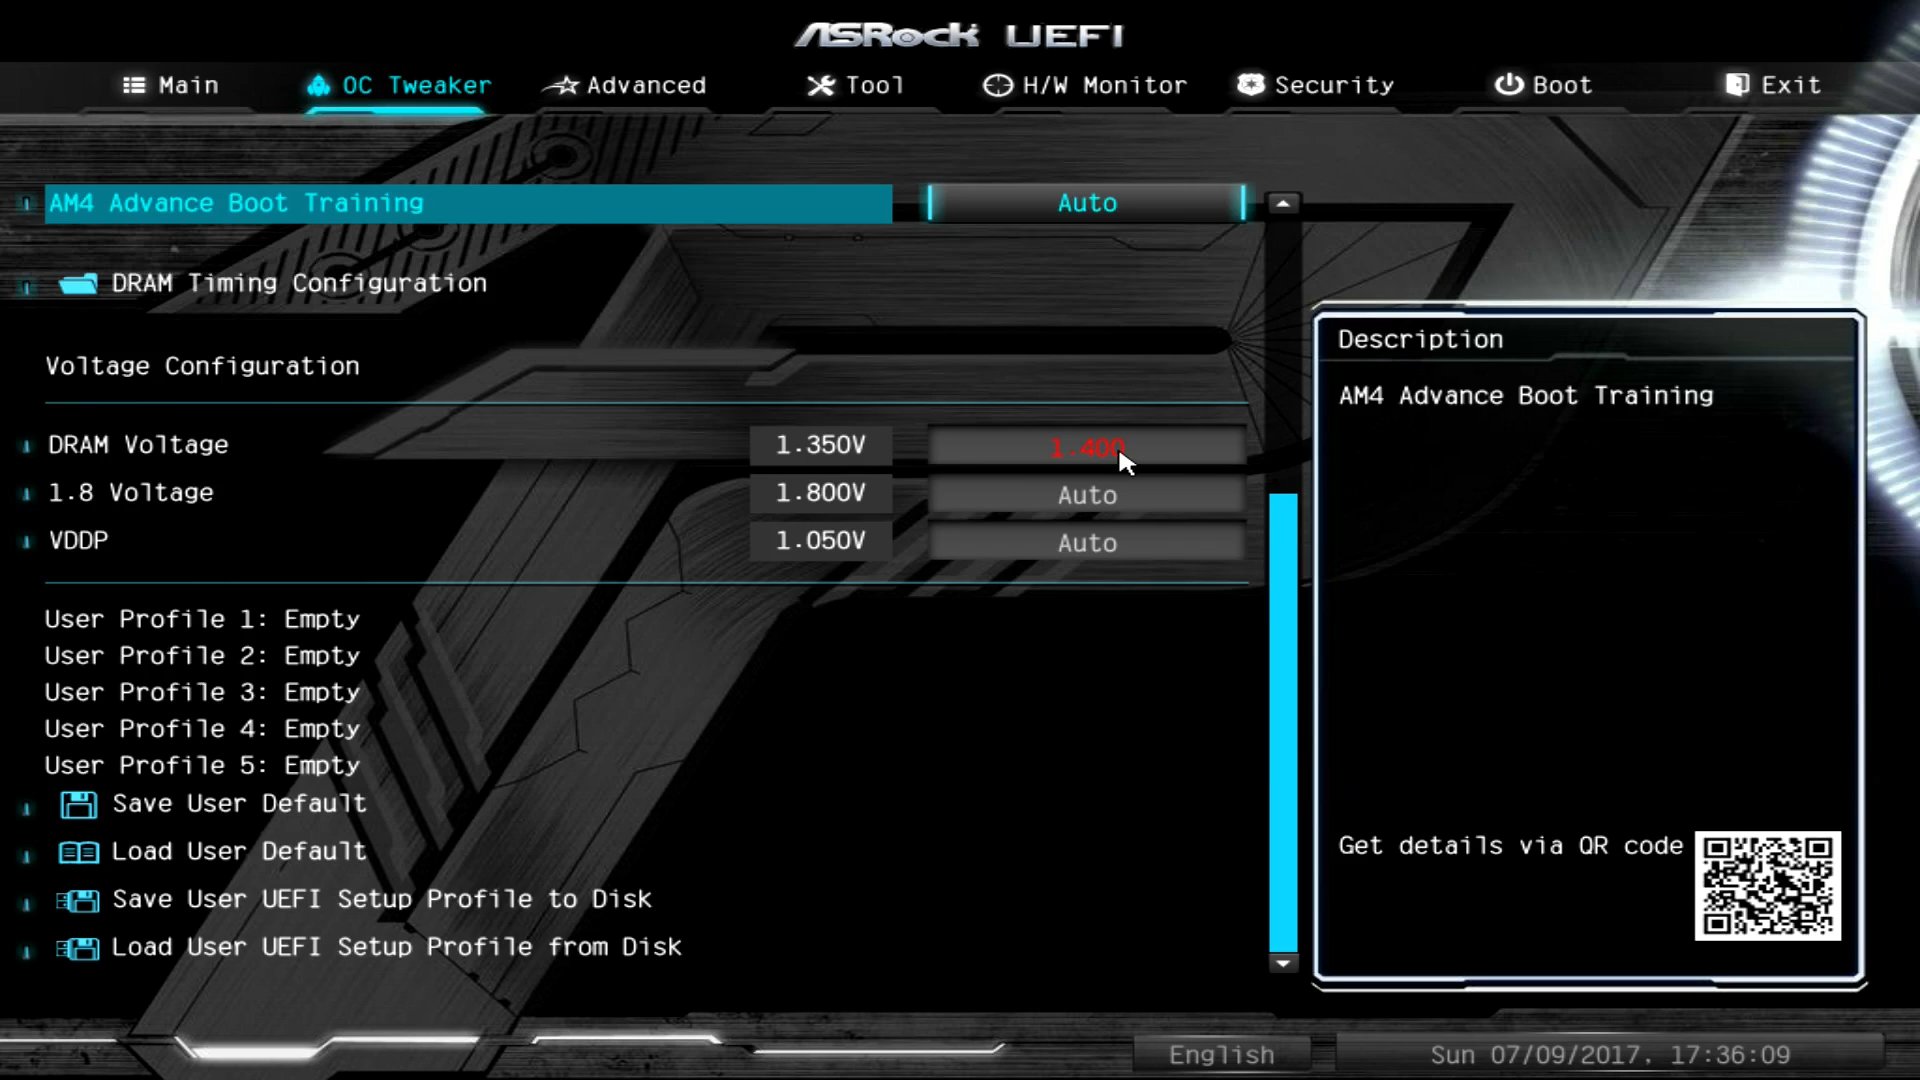 ASRock UEFI
Main OC Tweaker Advanced Tool H/W Monitor Security Boot Exit
AM4 Advance Boot Training Auto
DRAM Timing Configuration
Voltage Configuration
DRAM Voltage 1.350V 1.400
1.8 Voltage 1.800V Auto
VDDP 1.050V Auto
User Profile 1: Empty
User Profile 2: Empty
User Profile 3: Empty
User Profile 4: Empty
User Profile 5: Empty
Save User Default
Load User Default
Save User UEFI Setup Profile to Disk
Load User UEFI Setup Profile from Disk
Description
AM4 Advance Boot Training
Get details via QR code
English
Sun 07/09/2017, 17:36:09